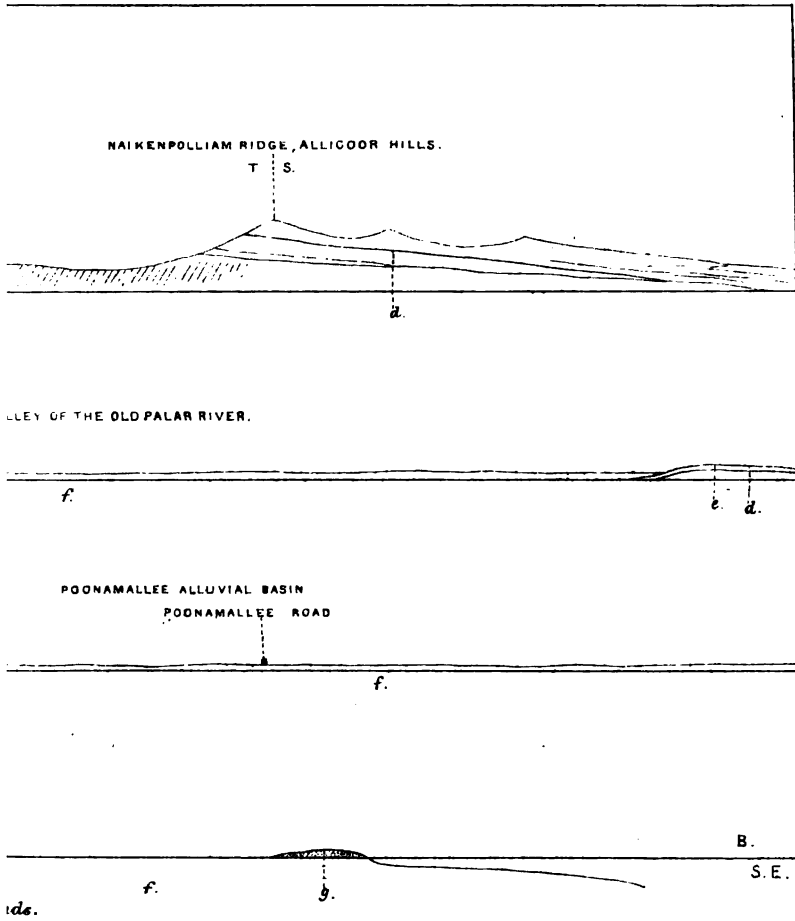 NAIKENPOLLIAM RIDGE, ALLICOOR HILLS.
T S.
d.
LLEY OF THE OLD PALAR RIVER.
f.
e. d.
POONAMALLEE ALLUVIAL BASIN
POONAMALLEE ROAD
f.
B.
S.E.
f.
g.
ds.